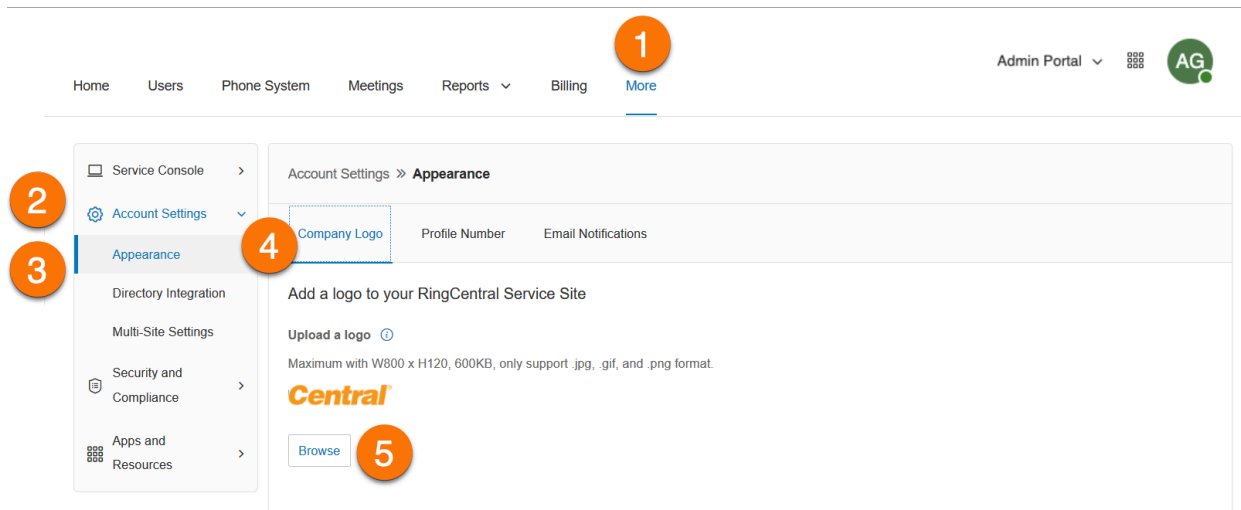 1
Admin Portal
AG
Home Users Phone System Meetings Reports Billing More
2
3
Service Console
Account Settings
Appearance
Directory Integration
Multi-Site Settings
Security and
Compliance
Apps and
Resources
Account Settings » Appearance
4
Company Logo Profile Number Email Notifications
Add a logo to your RingCentral Service Site
Upload a logo
Maximum with W800 x H120, 600KB, only support .jpg, .gif, and .png format.
Central®
Browse
5